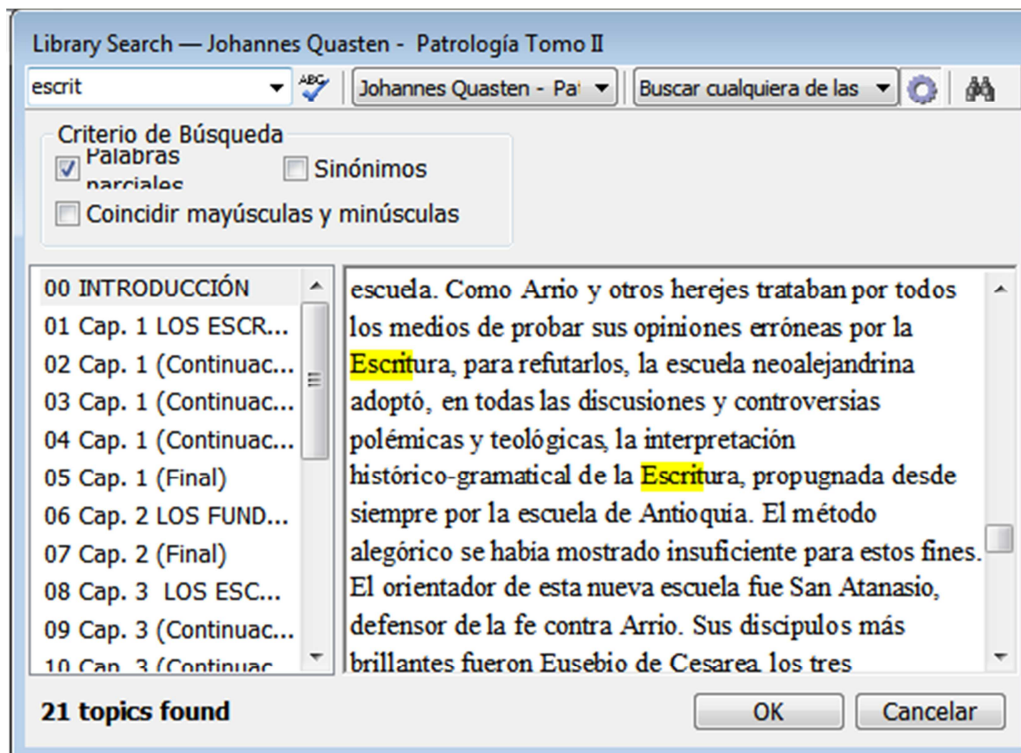 Library Search — Johannes Quasten - Patrología Tomo II
escrit
ABC
Johannes Quasten - Pa
Buscar cualquiera de las
Criterio de Búsqueda
Palabras parciales
Sinónimos
Coincidir mayúsculas y minúsculas
00 INTRODUCCIÓN
01 Cap. 1 LOS ESCR...
02 Cap. 1 (Continuac...
03 Cap. 1 (Continuac...
04 Cap. 1 (Continuac...
05 Cap. 1 (Final)
06 Cap. 2 LOS FUND...
07 Cap. 2 (Final)
08 Cap. 3 LOS ESC...
09 Cap. 3 (Continuac...
10 Cap. 3 (Continuac
escuela. Como Arrio y otros herejes trataban por todos
los medios de probar sus opiniones erróneas por la
Escritura, para refutarlos, la escuela neoalejandrina
adoptó, en todas las discusiones y controversias
polémicas y teológicas, la interpretación
histórico-gramatical de la Escritura, propugnada desde
siempre por la escuela de Antioquia. El método
alegórico se había mostrado insuficiente para estos fines.
El orientador de esta nueva escuela fue San Atanasio,
defensor de la fe contra Arrio. Sus discípulos más
brillantes fueron Eusebio de Cesarea, los tres
21 topics found
OK
Cancelar